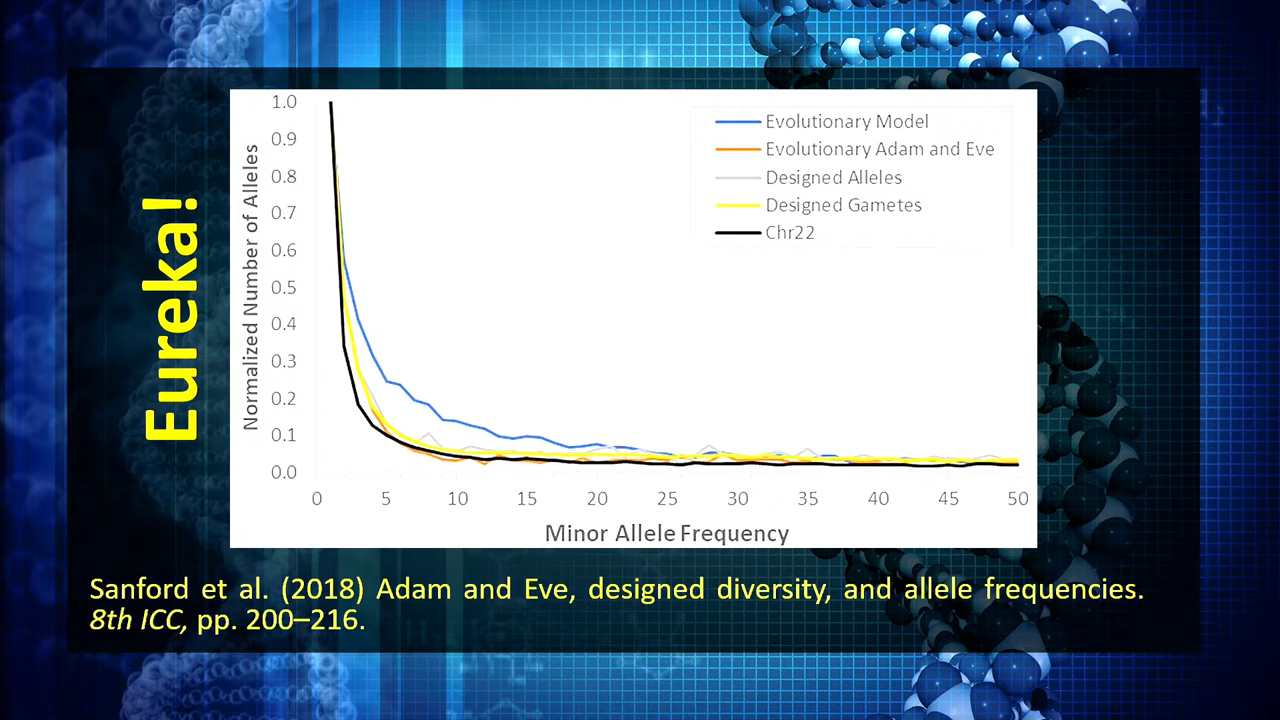 Eureka!
Normalized Number of Alleles
1.0
0.9
0.8
0.7
0.6
0.5
0.4
0.3
0.2
0.1
0.0
0 5 10 15 20 25 30 35 40 45 50
Minor Allele Frequency
Evolutionary Model
Evolutionary Adam and Eve
Designed Alleles
Designed Gametes
Chr22
Sanford et al. (2018) Adam and Eve, designed diversity, and allele frequencies.
8th ICC, pp. 200–216.